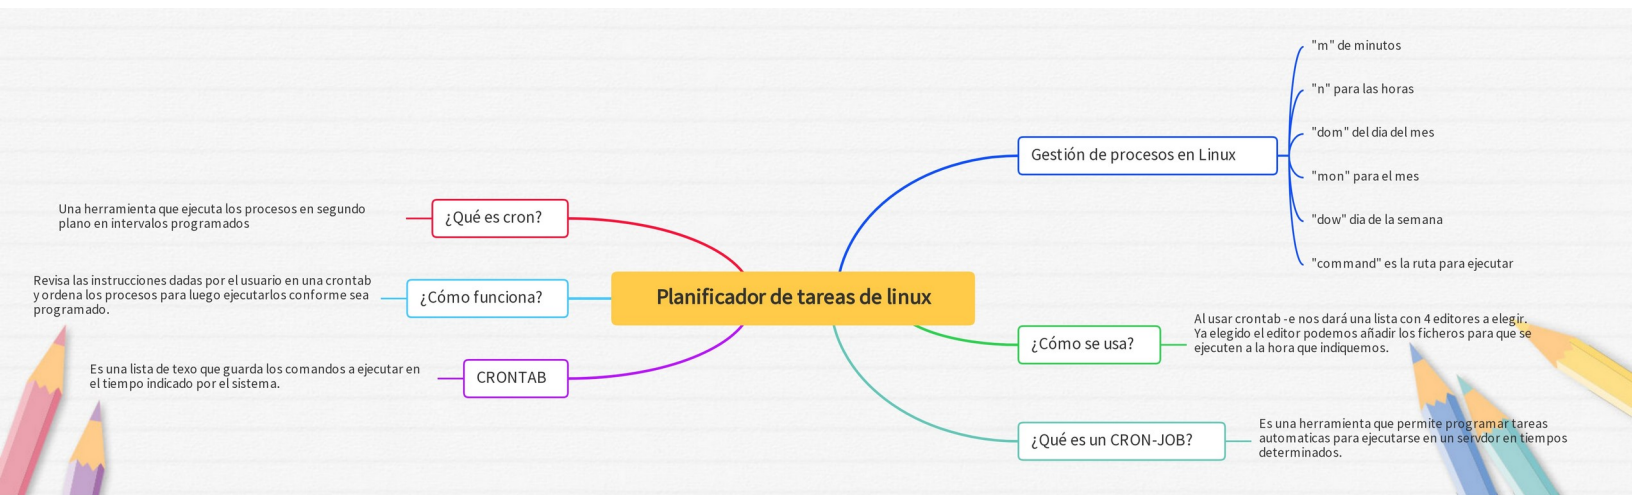 Planificador de tareas de linux
¿Qué es cron?
Una herramienta que ejecuta los procesos en segundo
plano en intervalos programados
¿Cómo funciona?
Revisa las instrucciones dadas por el usuario en una crontab
y ordena los procesos para luego ejecutarlos conforme sea
programado.
CRONTAB
Es una lista de texo que guarda los comandos a ejecutar en
el tiempo indicado por el sistema.
Gestión de procesos en Linux
"m" de minutos
"n" para las horas
"dom" del dia del mes
"mon" para el mes
"dow" dia de la semana
"command" es la ruta para ejecutar
¿Cómo se usa?
Al usar crontab -e nos dará una lista con 4 editores a elegir.
Ya elegido el editor podemos añadir los ficheros para que se
ejecuten a la hora que indiquemos.
¿Qué es un CRON-JOB?
Es una herramienta que permite programar tareas
automaticas para ejecutarse en un servdor en tiempos
determinados.